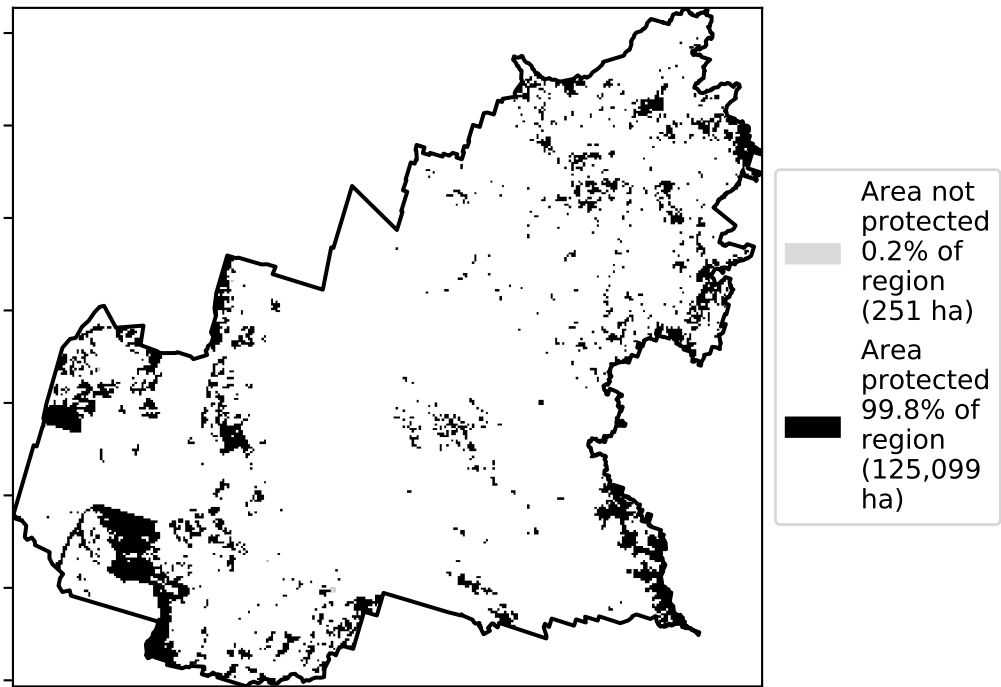 Area not
protected
0.2% of
region
(251 ha)
Area
protected
99.8% of
region
(125,099
ha)